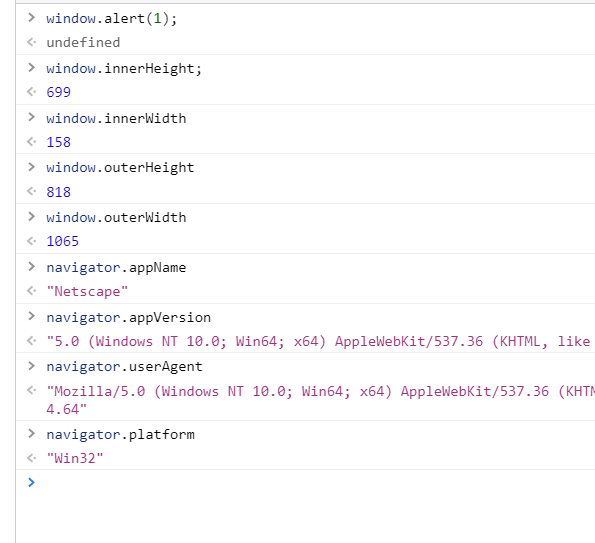 window.alert(1);
undefined
window.innerHeight;
699
window.innerWidth
158
window.outerHeight
818
window.outerWidth
1065
navigator.appName
"Netscape"
navigator.appVersion
"5.0 (Windows NT 10.0; Win64; x64) AppleWebKit/537.36 (KHTML, like
navigator.userAgent
"Mozilla/5.0 (Windows NT 10.0; Win64; x64) AppleWebKit/537.36 (KHTM
4.64"
navigator.platform
"Win32"